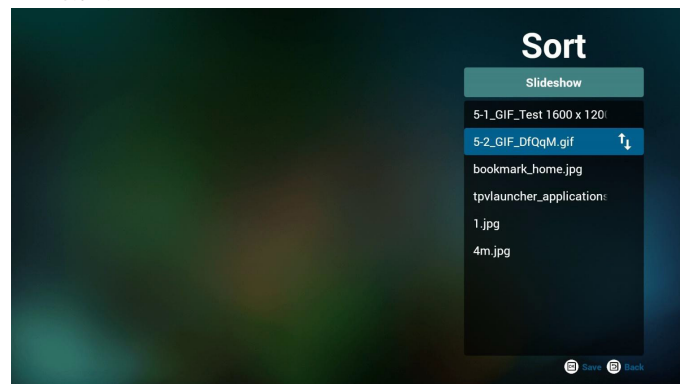 Sort
Slideshow
5-1_GIF_Test 1600 x 120
5-2_GIF_DfQqM.gif
bookmark_home.jpg
tpvlauncher_applications
1.jpg
4m.jpg
Save Back